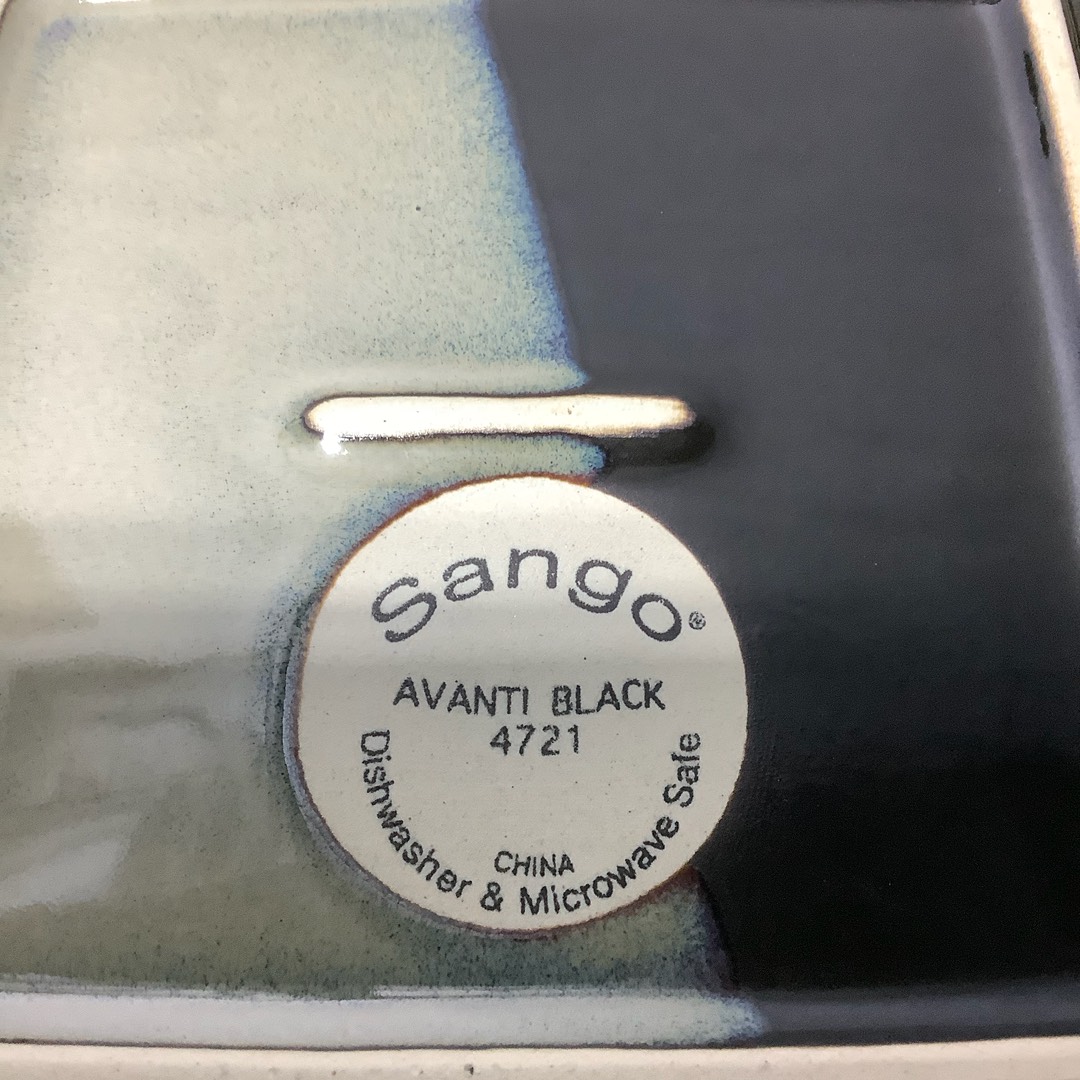 Sango®
AVANTI BLACK
4721
CHINA
Dishwasher & Microwave Safe